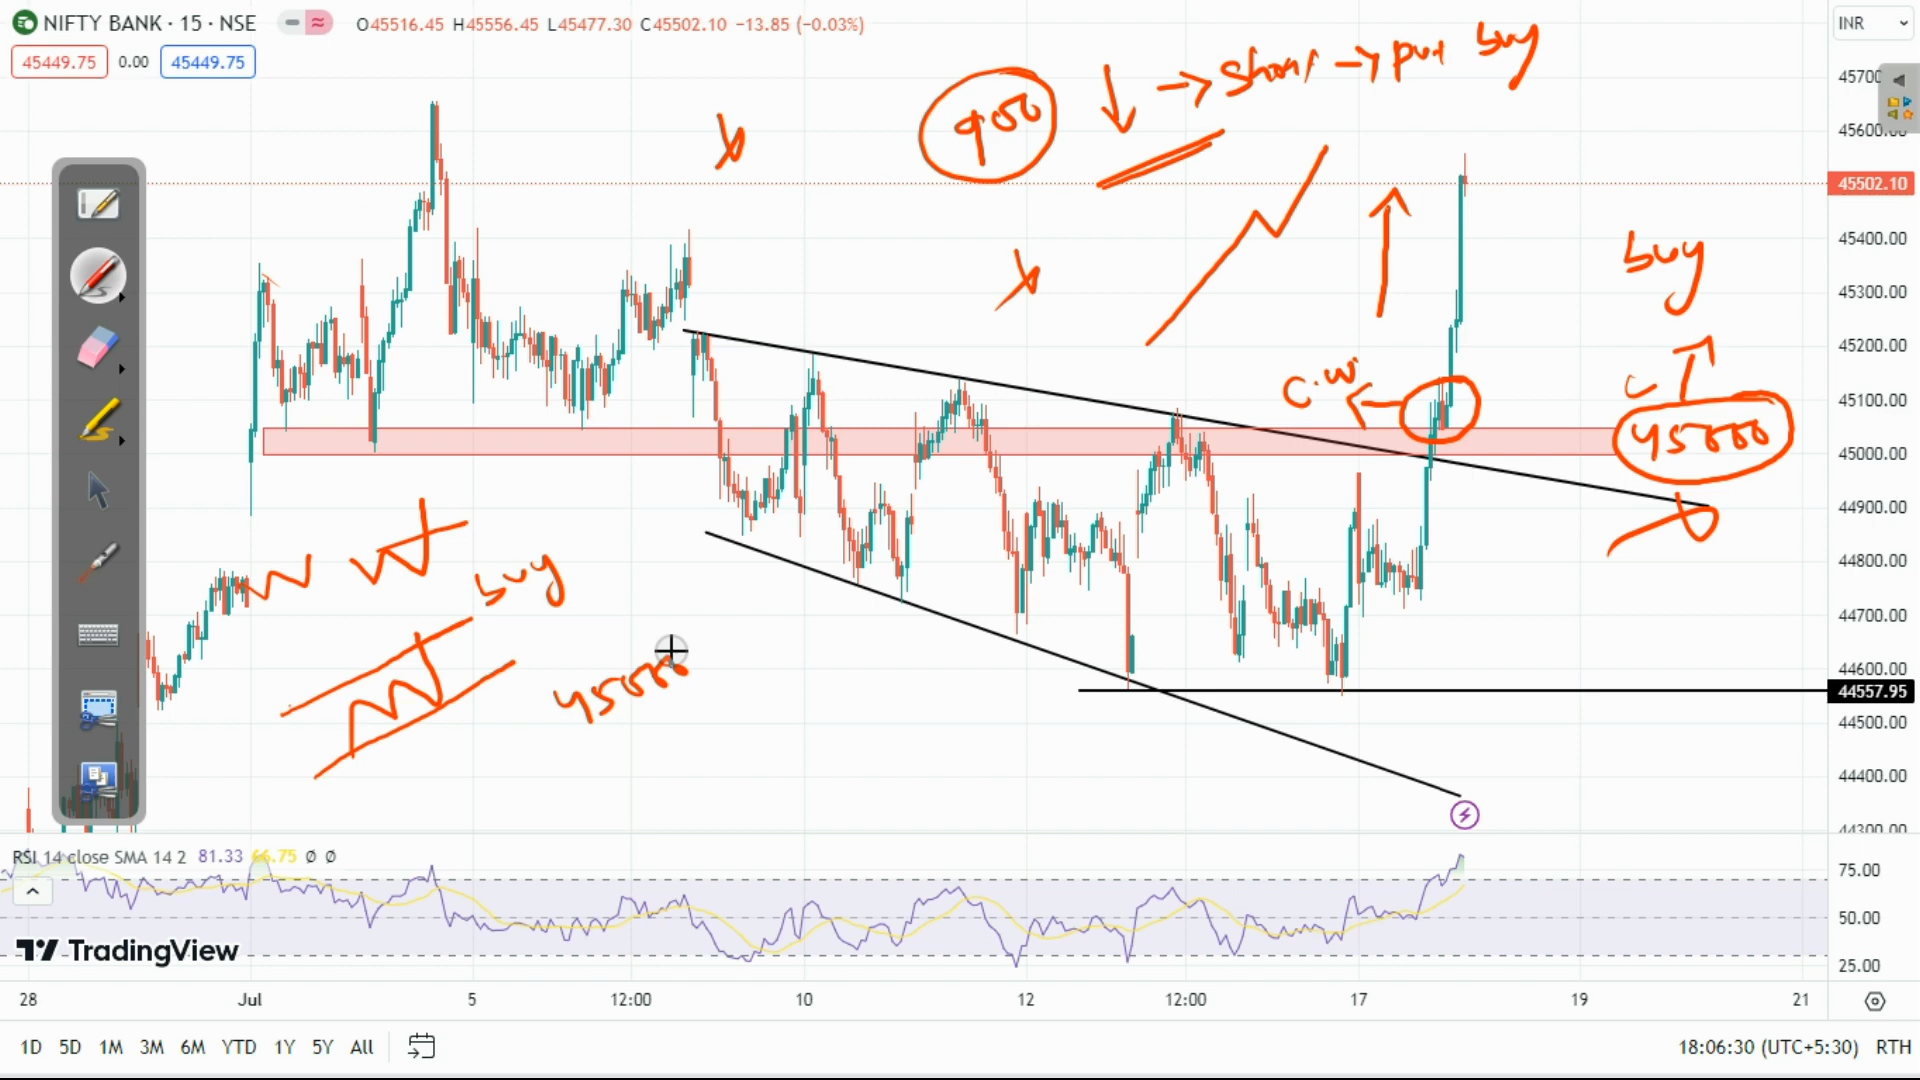 NIFTY BANK · 15 · NSE O45516.45 H45556.45 L45477.30 C45502.10 −13.85 (−0.03%)
INR
45449.75 0.00 45449.75
buy
→ Short → put
950
45600.00
45502.10
45400.00
45300.00
45200.00
45100.00
45000.00
44900.00
44800.00
44700.00
44600.00
44557.95
44500.00
44400.00
44300.00
buy
C.W
45000
buy
45000
RSI 14 close SMA 14 2 81.33 66.75 Ø Ø
75.00
50.00
25.00
TradingView
28 Jul 5 12:00 10 12 12:00 17 19 21
1D 5D 1M 3M 6M YTD 1Y 5Y All
18:06:30 (UTC+5:30) RTH